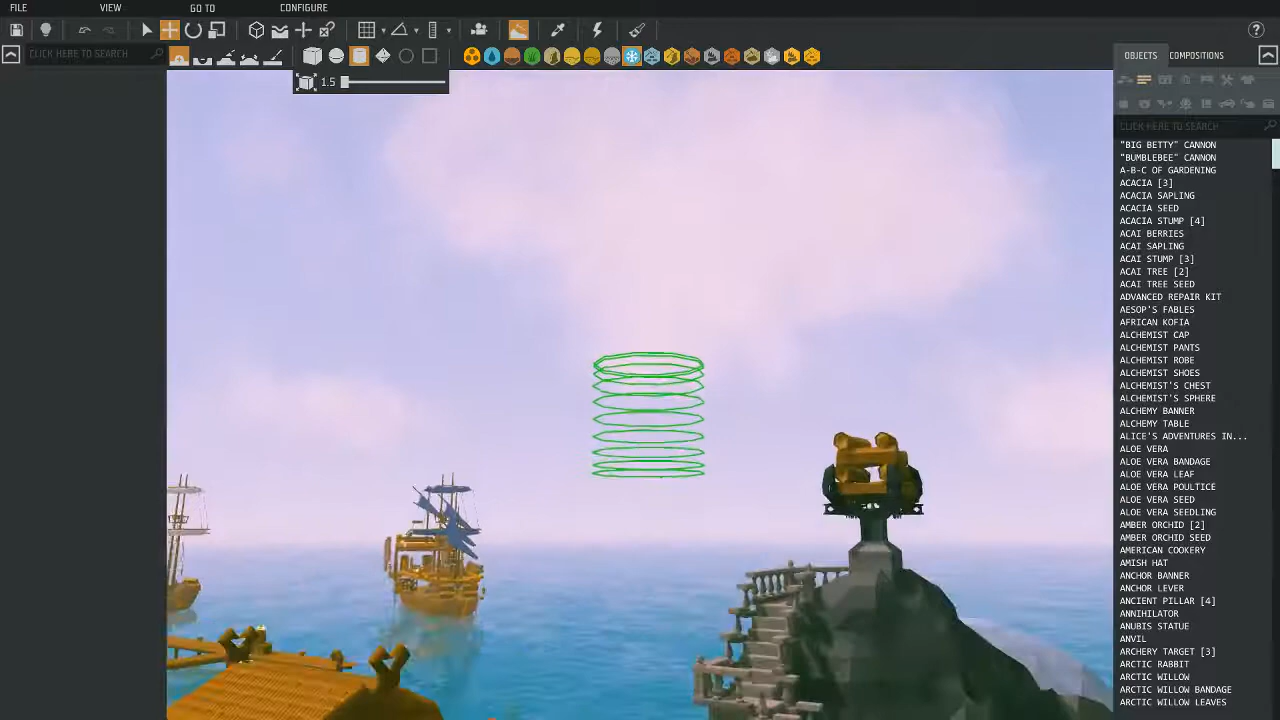 FILE VIEW GO TO CONFIGURE
CLICK HERE TO SEARCH
1.5
OBJECTS COMPOSITIONS
CLICK HERE TO SEARCH
"BIG BETTY" CANNON
"BUMBLEBEE" CANNON
A-B-C OF GARDENING
ACACIA [3]
ACACIA SAPLING
ACACIA SEED
ACACIA STUMP [4]
ACAI BERRIES
ACAI SAPLING
ACAI STUMP [3]
ACAI TREE [2]
ACAI TREE SEED
ADVANCED REPAIR KIT
AESOP'S FABLES
AFRICAN KOFIA
ALCHEMIST CAP
ALCHEMIST PANTS
ALCHEMIST ROBE
ALCHEMIST SHOES
ALCHEMIST'S CHEST
ALCHEMIST'S SPHERE
ALCHEMY BANNER
ALCHEMY TABLE
ALICE'S ADVENTURES IN...
ALOE VERA
ALOE VERA BANDAGE
ALOE VERA LEAF
ALOE VERA POULTICE
ALOE VERA SEED
ALOE VERA SEEDLING
AMBER ORCHID [2]
AMBER ORCHID SEED
AMERICAN COOKERY
AMISH HAT
ANCHOR BANNER
ANCHOR LEVER
ANCIENT PILLAR [4]
ANNIHILATOR
ANUBIS STATUE
ANVIL
ARCHERY TARGET [3]
ARCTIC RABBIT
ARCTIC WILLOW
ARCTIC WILLOW BANDAGE
ARCTIC WILLOW LEAVES